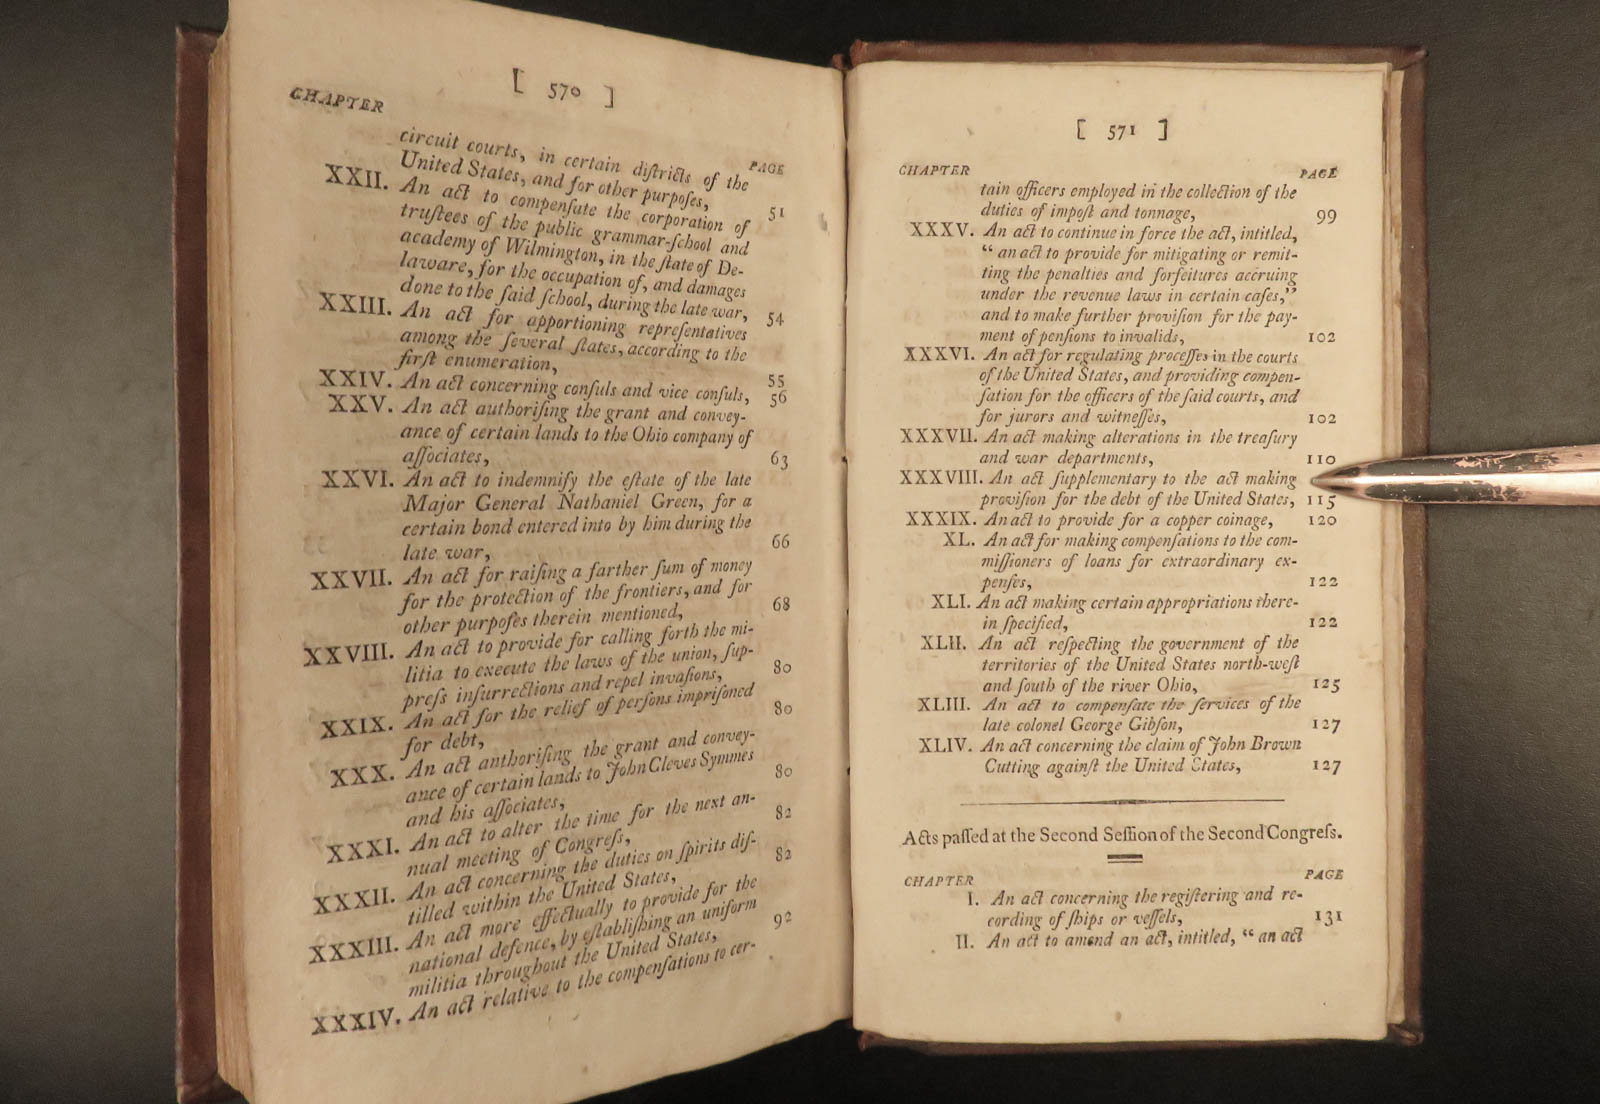 [ 570 ]
CHAPTER
PAGE
circuit courts, in certain diſtricts of the
United States, and for other purpoſes, 51
XXII. An act to compenſate the corporation of
truſtees of the public grammar-ſchool and
academy of Wilmington, in the ſtate of De-
laware, for the occupation of, and damages
done to the ſaid ſchool, during the late war, 54
XXIII. An act for apportioning repreſentatives
among the ſeveral ſtates, according to the
firſt enumeration, 55
XXIV. An act concerning conſuls and vice conſuls, 56
XXV. An act authoriſing the grant and convey-
ance of certain lands to the Ohio company of
aſſociates, 63
XXVI. An act to indemnify the eſtate of the late
Major General Nathaniel Green, for a
certain bond entered into by him during the
late war, 66
XXVII. An act for raiſing a farther ſum of money
for the protection of the frontiers, and for
other purpoſes therein mentioned, 68
XXVIII. An act to provide for calling forth the mi-
litia to execute the laws of the union, ſup-
preſs inſurrections and repel invaſions, 80
XXIX. An act for the relief of perſons impriſoned
for debt, 80
XXX. An act authoriſing the grant and convey-
ance of certain lands to John Cleves Symmes
and his aſſociates, 80
XXXI. An act to alter the time for the next an-
nual meeting of Congreſs, 82
XXXII. An act concerning the duties on ſpirits diſ-
tilled within the United States, 82
XXXIII. An act more effectually to provide for the
national defence, by eſtabliſhing an uniform
militia throughout the United States, 92
XXXIV. An act relative to the compenſations to cer-
[ 571 ]
CHAPTER PAGE
tain officers employed in the collection of the
duties of impoſt and tonnage, 99
XXXV. An act to continue in force the act, intitled,
“ an act to provide for mitigating or remit-
ting the penalties and forfeitures accruing
under the revenue laws in certain caſes,”
and to make further proviſion for the pay-
ment of penſions to invalids, 102
XXXVI. An act for regulating proceſſes in the courts
of the United States, and providing compen-
ſation for the officers of the ſaid courts, and
for jurors and witneſſes, 102
XXXVII. An act making alterations in the treaſury
and war departments, 110
XXXVIII. An act ſupplementary to the act making
proviſion for the debt of the United States, 115
XXXIX. An act to provide for a copper coinage, 120
XL. An act for making compenſations to the com-
miſſioners of loans for extraordinary ex-
penſes, 122
XLI. An act making certain appropriations there-
in ſpecified, 122
XLII. An act reſpecting the government of the
territories of the United States north-weſt
and ſouth of the river Ohio, 125
XLIII. An act to compenſate the ſervices of the
late colonel George Gibſon, 127
XLIV. An act concerning the claim of John Brown
Cutting againſt the United States, 127
Acts paſſed at the Second Seſſion of the Second Congreſs.
CHAPTER PAGE
I. An act concerning the regiſtering and re-
cording of ſhips or veſſels, 131
II. An act to amend an act, intitled, “ an act